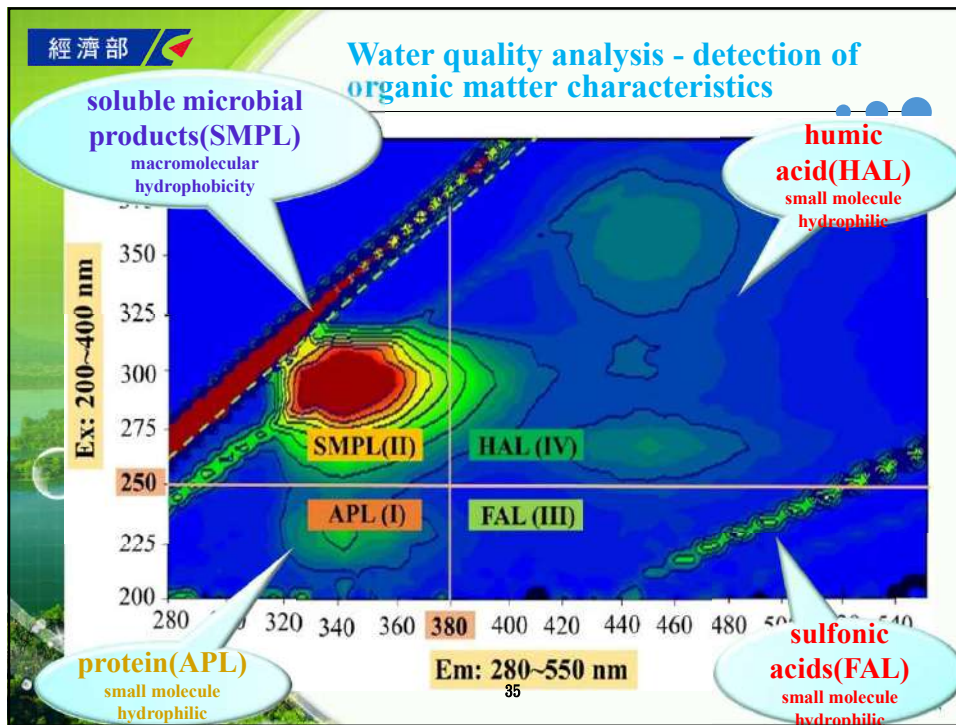 經濟部
Water quality analysis - detection of
organic matter characteristics
soluble microbial
products(SMPL)
macromolecular
hydrophobicity
humic
acid(HAL)
small molecule
hydrophilic
Ex: 200~400 nm
350
325
300
275
250
225
200
SMPL(II)
HAL (IV)
APL (I)
FAL (III)
280
320
340
360
380
400
420
440
460
480
Em: 280~550 nm
35
protein(APL)
small molecule
hydrophilic
sulfonic
acids(FAL)
small molecule
hydrophilic